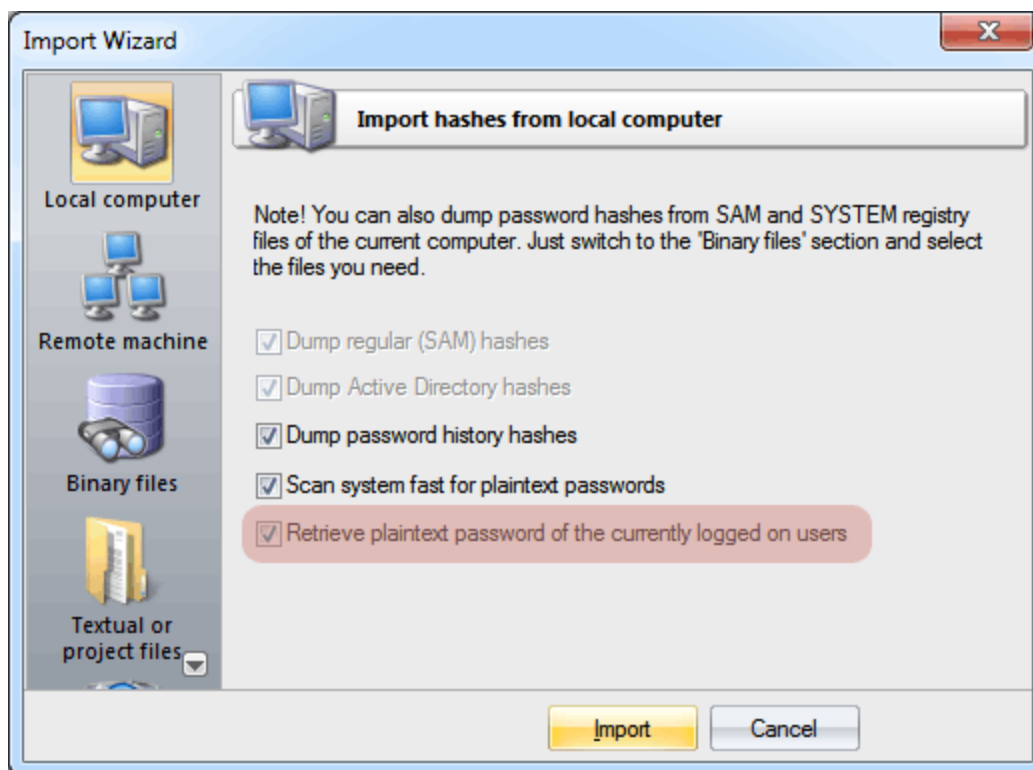 Import Wizard
Import hashes from local computer
Local computer
Remote machine
Binary files
Textual or
project files
Note! You can also dump password hashes from SAM and SYSTEM registry
files of the current computer. Just switch to the 'Binary files' section and select
the files you need.
Dump regular (SAM) hashes
Dump Active Directory hashes
Dump password history hashes
Scan system fast for plaintext passwords
Retrieve plaintext password of the currently logged on users
Import
Cancel